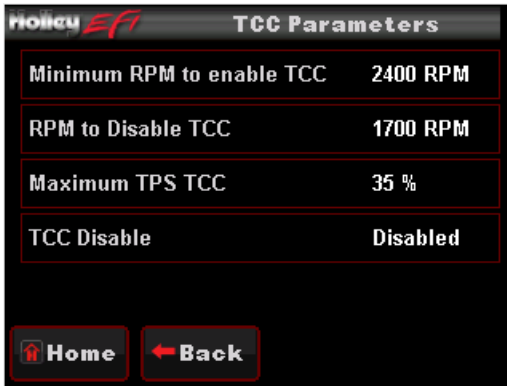 Holley EFI TCC Parameters
Minimum RPM to enable TCC 2400 RPM
RPM to Disable TCC 1700 RPM
Maximum TPS TCC 35 %
TCC Disable Disabled
Home Back